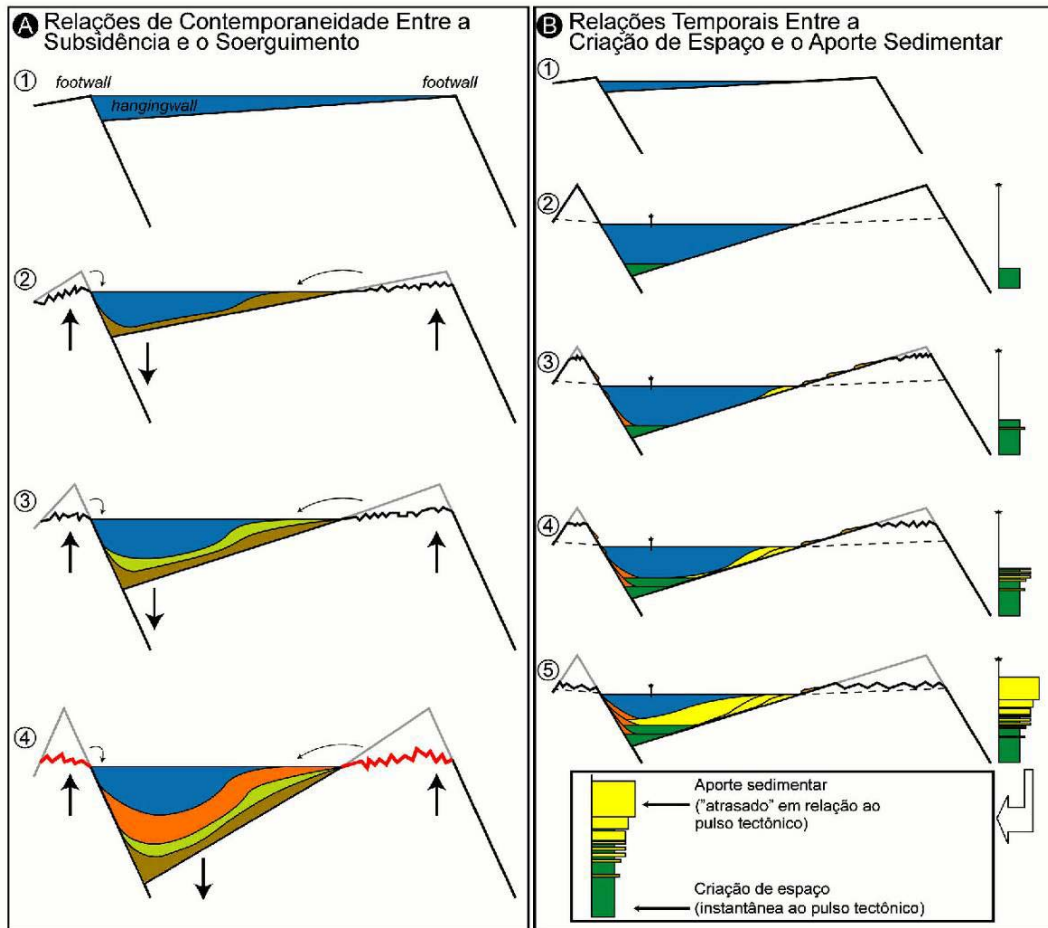 A Relações de Contemporaneidade Entre a
Subsidência e o Soerguimento
1
footwall
footwall
hangingwall
2
3
4
B Relações Temporais Entre a
Criação de Espaço e o Aporte Sedimentar
1
2
3
4
5
Aporte sedimentar
("atrasado" em relação ao
pulso tectônico)
Criação de espaço
(instantânea ao pulso tectônico)